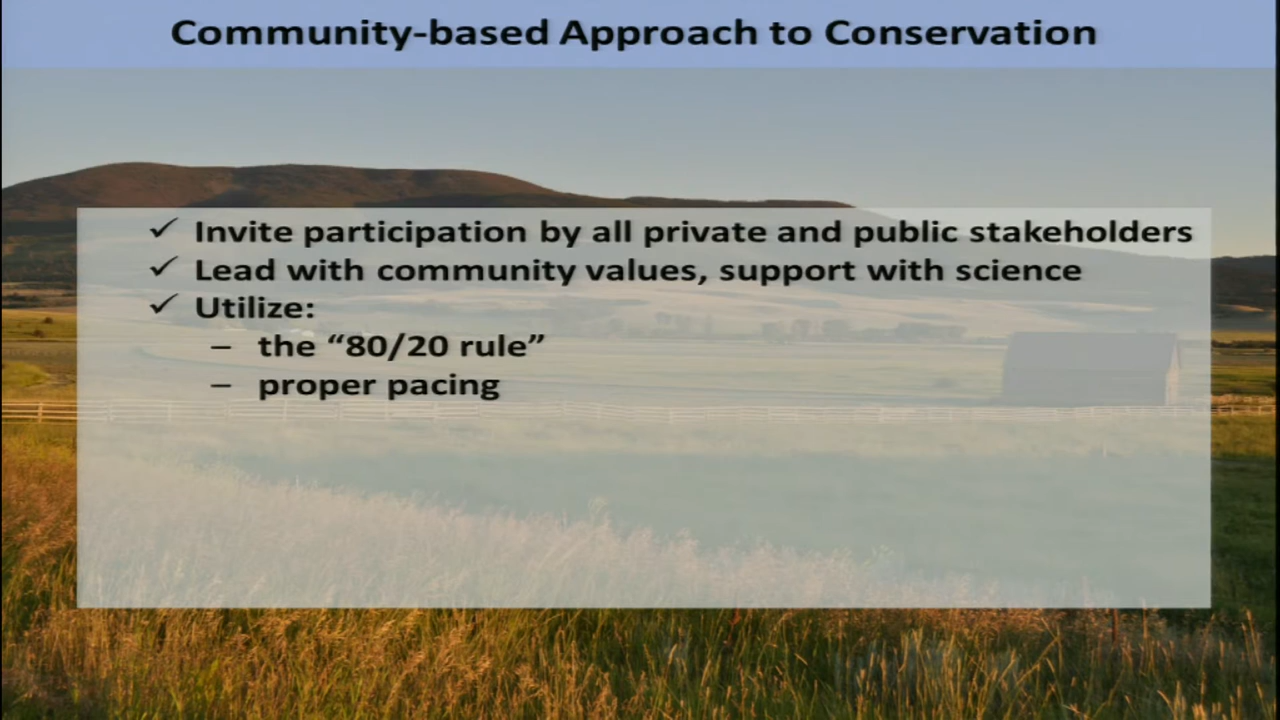 Community-based Approach to Conservation
✓ Invite participation by all private and public stakeholders
✓ Lead with community values, support with science
✓ Utilize:
– the “80/20 rule”
– proper pacing